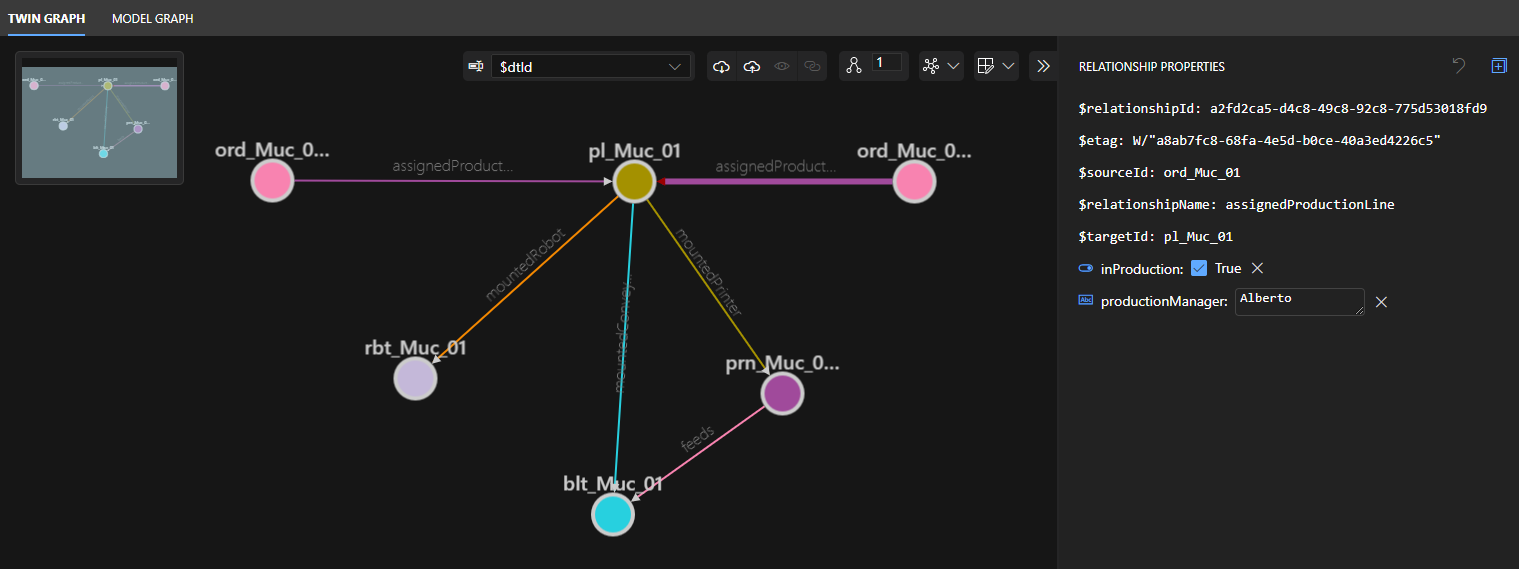 TWIN GRAPH MODEL GRAPH
$dtId
1
ord_Muc_0...
assignedProduct...
pl_Muc_01
assignedProduct...
ord_Muc_0...
mountedRobot
mountedPrinter
mountedConvey...
rbt_Muc_01
prn_Muc_0...
feeds
blt_Muc_01
RELATIONSHIP PROPERTIES
$relationshipId: a2fd2ca5-d4c8-49c8-92c8-775d53018fd9
$etag: W/"a8ab7fc8-68fa-4e5d-b0ce-40a3ed4226c5"
$sourceId: ord_Muc_01
$relationshipName: assignedProductionLine
$targetId: pl_Muc_01
inProduction: True
Abc productionManager: Alberto